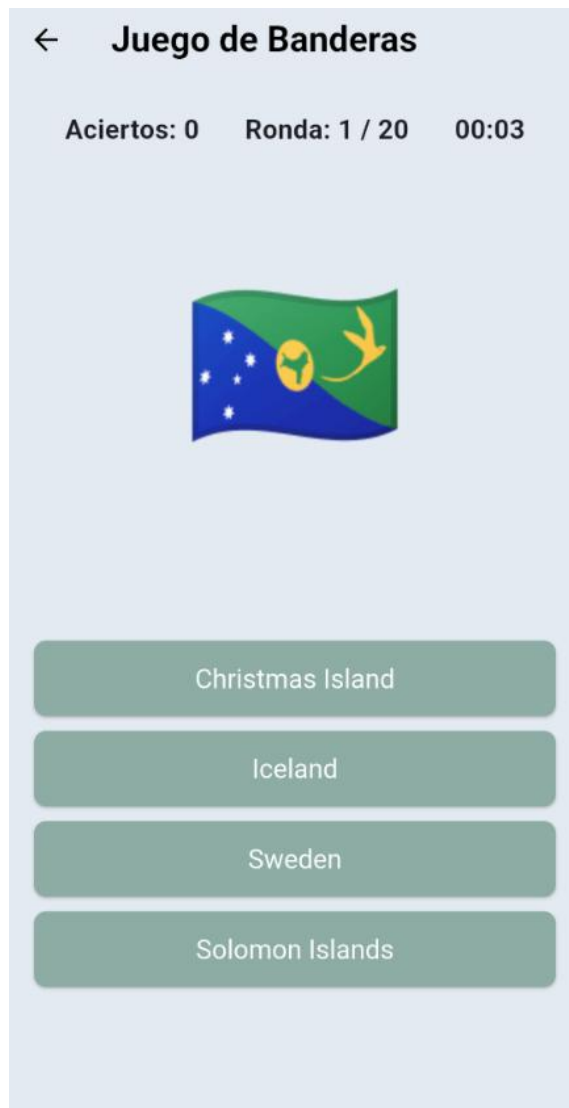 Juego de Banderas
Aciertos: 0 Ronda: 1 / 20 00:03
Christmas Island
Iceland
Sweden
Solomon Islands